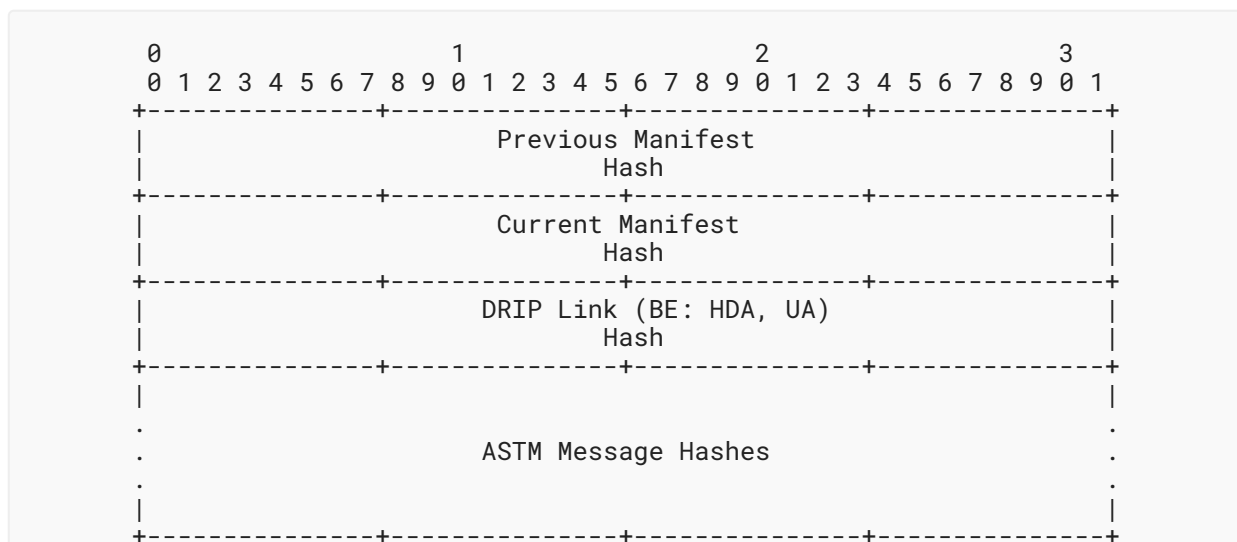 0                   1                   2                   3
 0 1 2 3 4 5 6 7 8 9 0 1 2 3 4 5 6 7 8 9 0 1 2 3 4 5 6 7 8 9 0 1
+---------------+---------------+---------------+---------------+
|                       Previous Manifest                       |
|                              Hash                             |
+---------------+---------------+---------------+---------------+
|                       Current Manifest                        |
|                              Hash                             |
+---------------+---------------+---------------+---------------+
|                      DRIP Link (BE: HDA, UA)                  |
|                              Hash                             |
+---------------+---------------+---------------+---------------+
|                                                               |
.                                                               .
.                      ASTM Message Hashes                      .
.                                                               .
|                                                               |
+---------------+---------------+---------------+---------------+